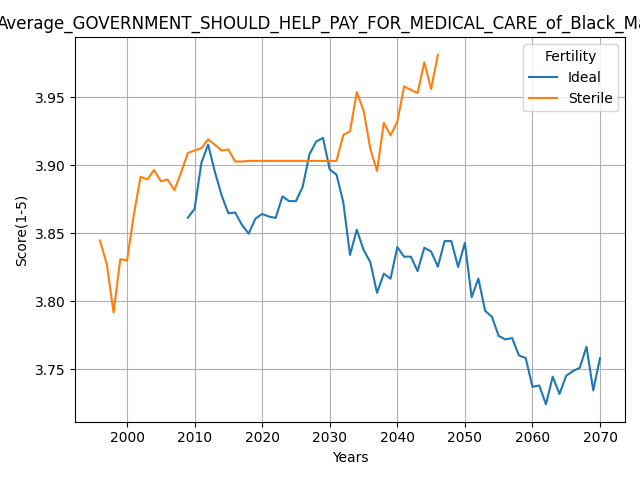 Average_GOVERNMENT_SHOULD_HELP_PAY_FOR_MEDICAL_CARE_of_Black_Ma
Fertility
Ideal
Sterile
Score(1-5)
3.95
3.90
3.85
3.80
3.75
2000 2010 2020 2030 2040 2050 2060 2070
Years